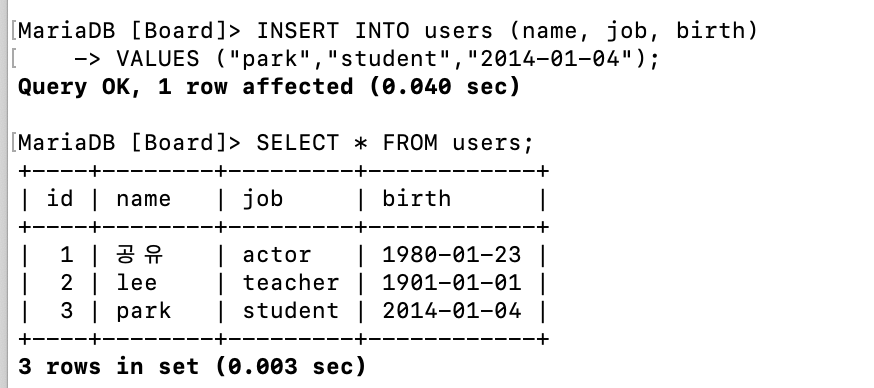 [MariaDB [Board]> INSERT INTO users (name, job, birth)
[    -> VALUES ("park","student","2014-01-04");
Query OK, 1 row affected (0.040 sec)
[MariaDB [Board]> SELECT * FROM users;
+----+--------+---------+------------+
| id | name   | job     | birth      |
+----+--------+---------+------------+
|  1 | 공유   | actor   | 1980-01-23 |
|  2 | lee    | teacher | 1901-01-01 |
|  3 | park   | student | 2014-01-04 |
+----+--------+---------+------------+
3 rows in set (0.003 sec)